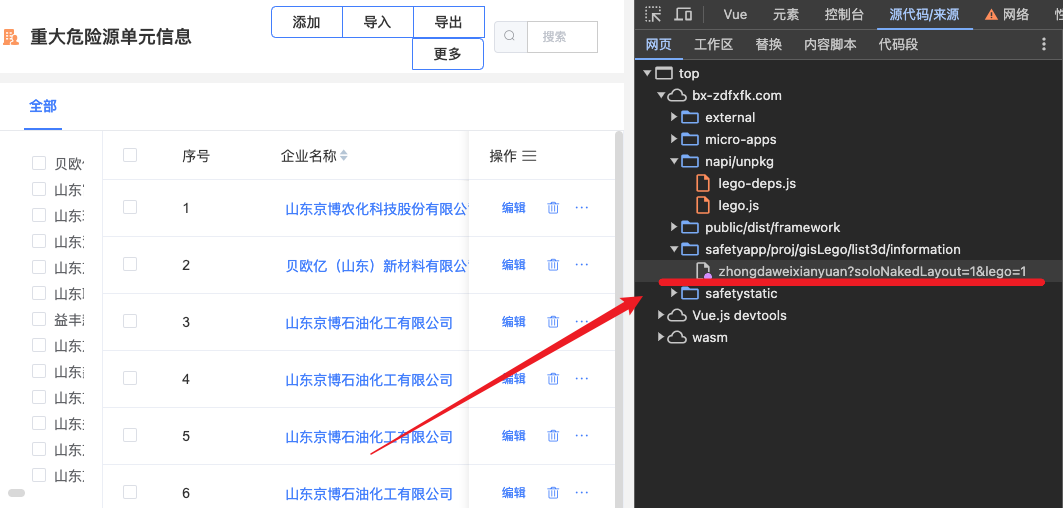 重大危险源单元信息
添加
导入
导出
更多
搜索
全部
贝欧
山东
山东
山东
山东
山东
益丰
山东
山东
山东
山东
山东
山东
序号
企业名称
操作
1
山东京博农化科技股份有限公
编辑
2
贝欧亿（山东）新材料有限公
编辑
3
山东京博石油化工有限公司
编辑
4
山东京博石油化工有限公司
编辑
5
山东京博石油化工有限公司
编辑
6
山东京博石油化工有限公司
编辑
Vue
元素
控制台
源代码/来源
网络
网页
工作区
替换
内容脚本
代码段
top
bx-zdfxfk.com
external
micro-apps
napi/unpkg
lego-deps.js
lego.js
public/dist/framework
safetyapp/proj/gisLego/list3d/information
zhongdaweixianyuan?soloNakedLayout=1&lego=1
safetystatic
Vue.js devtools
wasm